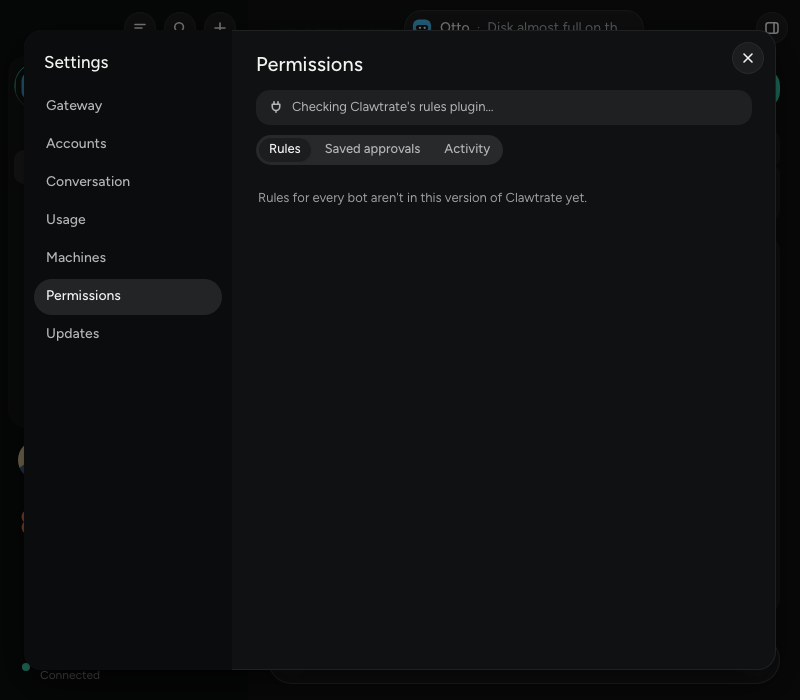 Otto · Disk almost full on th
Settings
Gateway
Accounts
Conversation
Usage
Machines
Permissions
Updates
Permissions
Checking Clawtrate's rules plugin...
Rules Saved approvals Activity
Rules for every bot aren't in this version of Clawtrate yet.
Connected